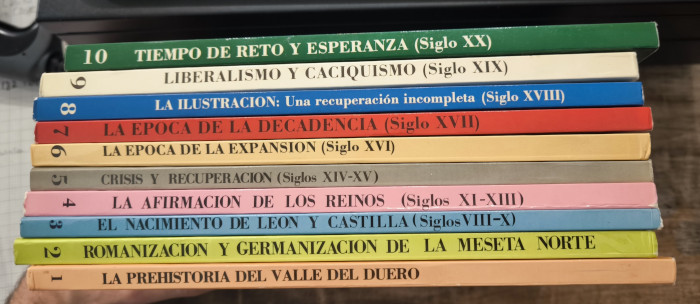 10 TIEMPO DE RETO Y ESPERANZA (Siglo XX)
9 LIBERALISMO Y CACIQUISMO (Siglo XIX)
8 LA ILUSTRACION: Una recuperación incompleta (Siglo XVIII)
7 LA EPOCA DE LA DECADENCIA (Siglo XVII)
6 LA EPOCA DE LA EXPANSION (Siglo XVI)
5 CRISIS Y RECUPERACION (Siglos XIV-XV)
4 LA AFIRMACION DE LOS REINOS (Siglos XI-XIII)
3 EL NACIMIENTO DE LEON Y CASTILLA (Siglos VIII-X)
2 ROMANIZACION Y GERMANIZACION DE LA MESETA NORTE
1 LA PREHISTORIA DEL VALLE DEL DUERO